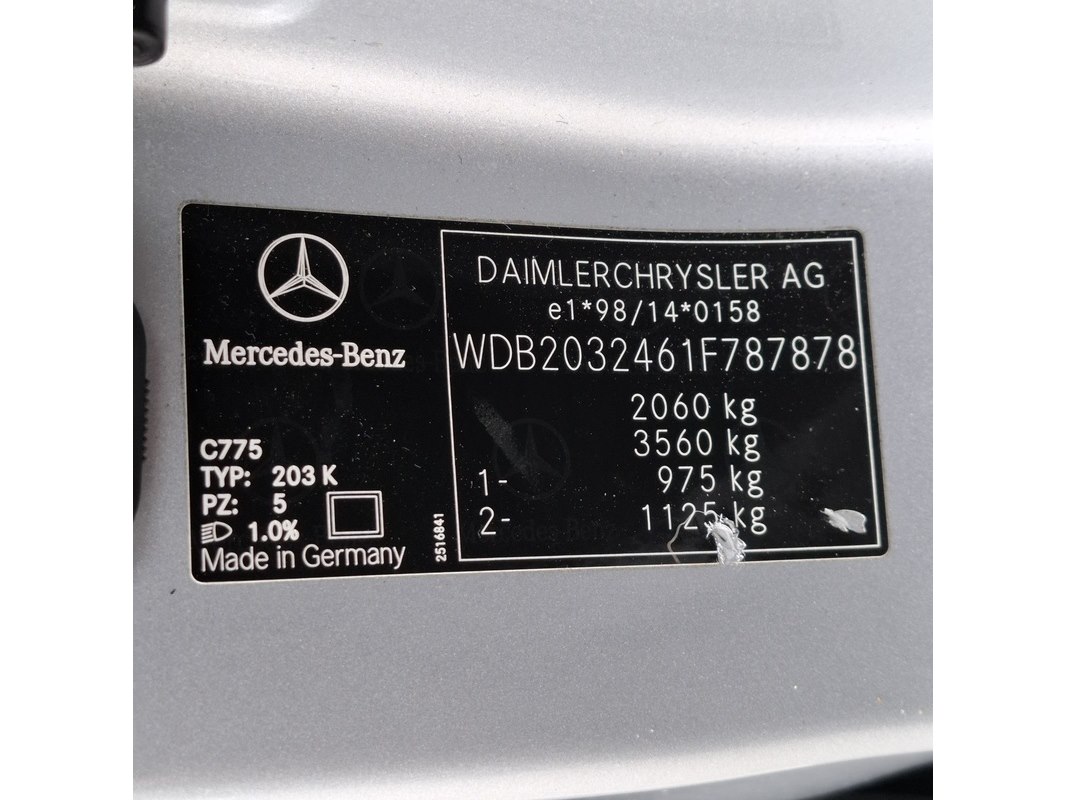 Mercedes-Benz
C775
TYP: 203 K
PZ: 5
1.0%
Made in Germany
2516841
DAIMLERCHRYSLER AG
e1*98/14*0158
WDB2032461F787878
2060 kg
3560 kg
1- 975 kg
2- 1125 kg